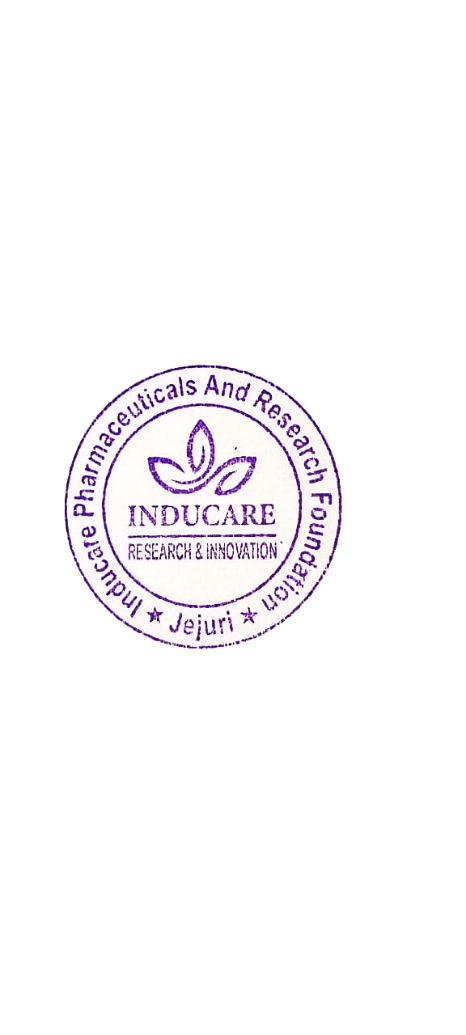 Inducare Pharmaceuticals And Research Foundation
INDUCARE
RESEARCH & INNOVATION
★ Jejuri ★